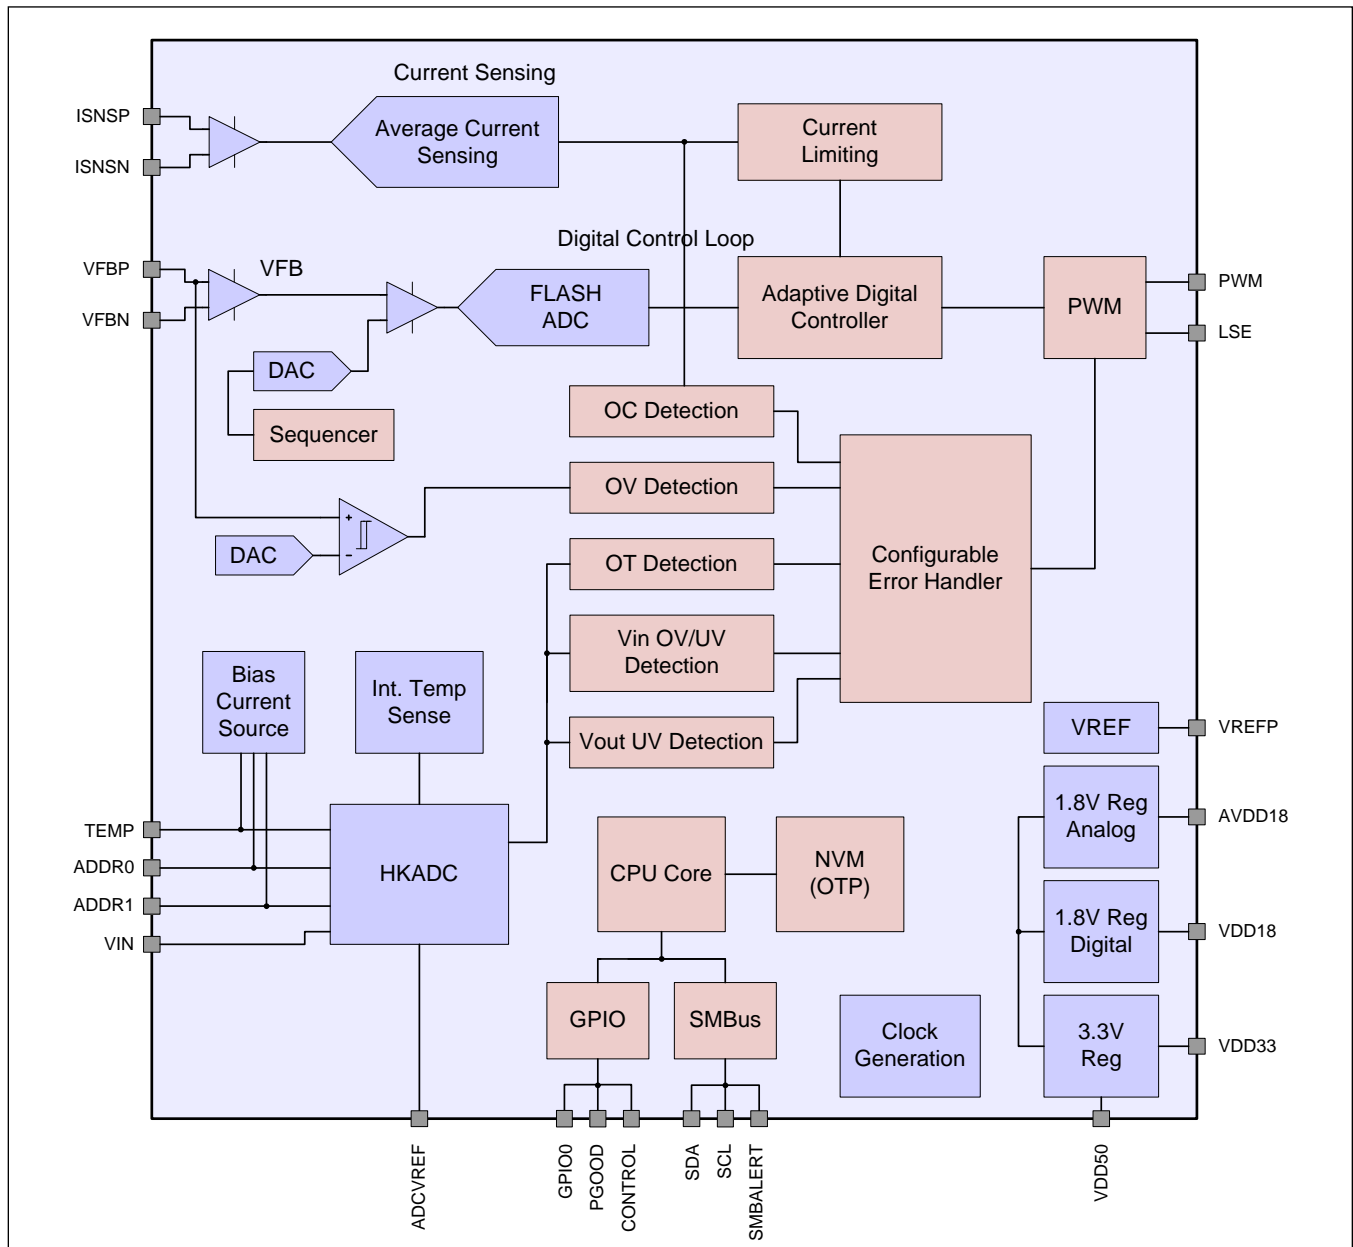 Current Sensing
ISNSP
ISNSN
Average Current
Sensing
Current
Limiting
Digital Control Loop
VFBP
VFBN
VFB
FLASH
ADC
Adaptive Digital
Controller
PWM
PWM
LSE
DAC
Sequencer
OC Detection
OV Detection
+
-
DAC
OT Detection
Configurable
Error Handler
Vin OV/UV
Detection
Vout UV Detection
Bias
Current
Source
Int. Temp
Sense
VREF
VREFP
TEMP
ADDR0
ADDR1
VIN
HKADC
CPU Core
NVM
(OTP)
1.8V Reg
Analog
AVDD18
1.8V Reg
Digital
VDD18
GPIO
SMBus
Clock
Generation
3.3V
Reg
VDD33
ADCVREF
GPIO0
PGOOD
CONTROL
SDA
SCL
SMBALERT
VDD50